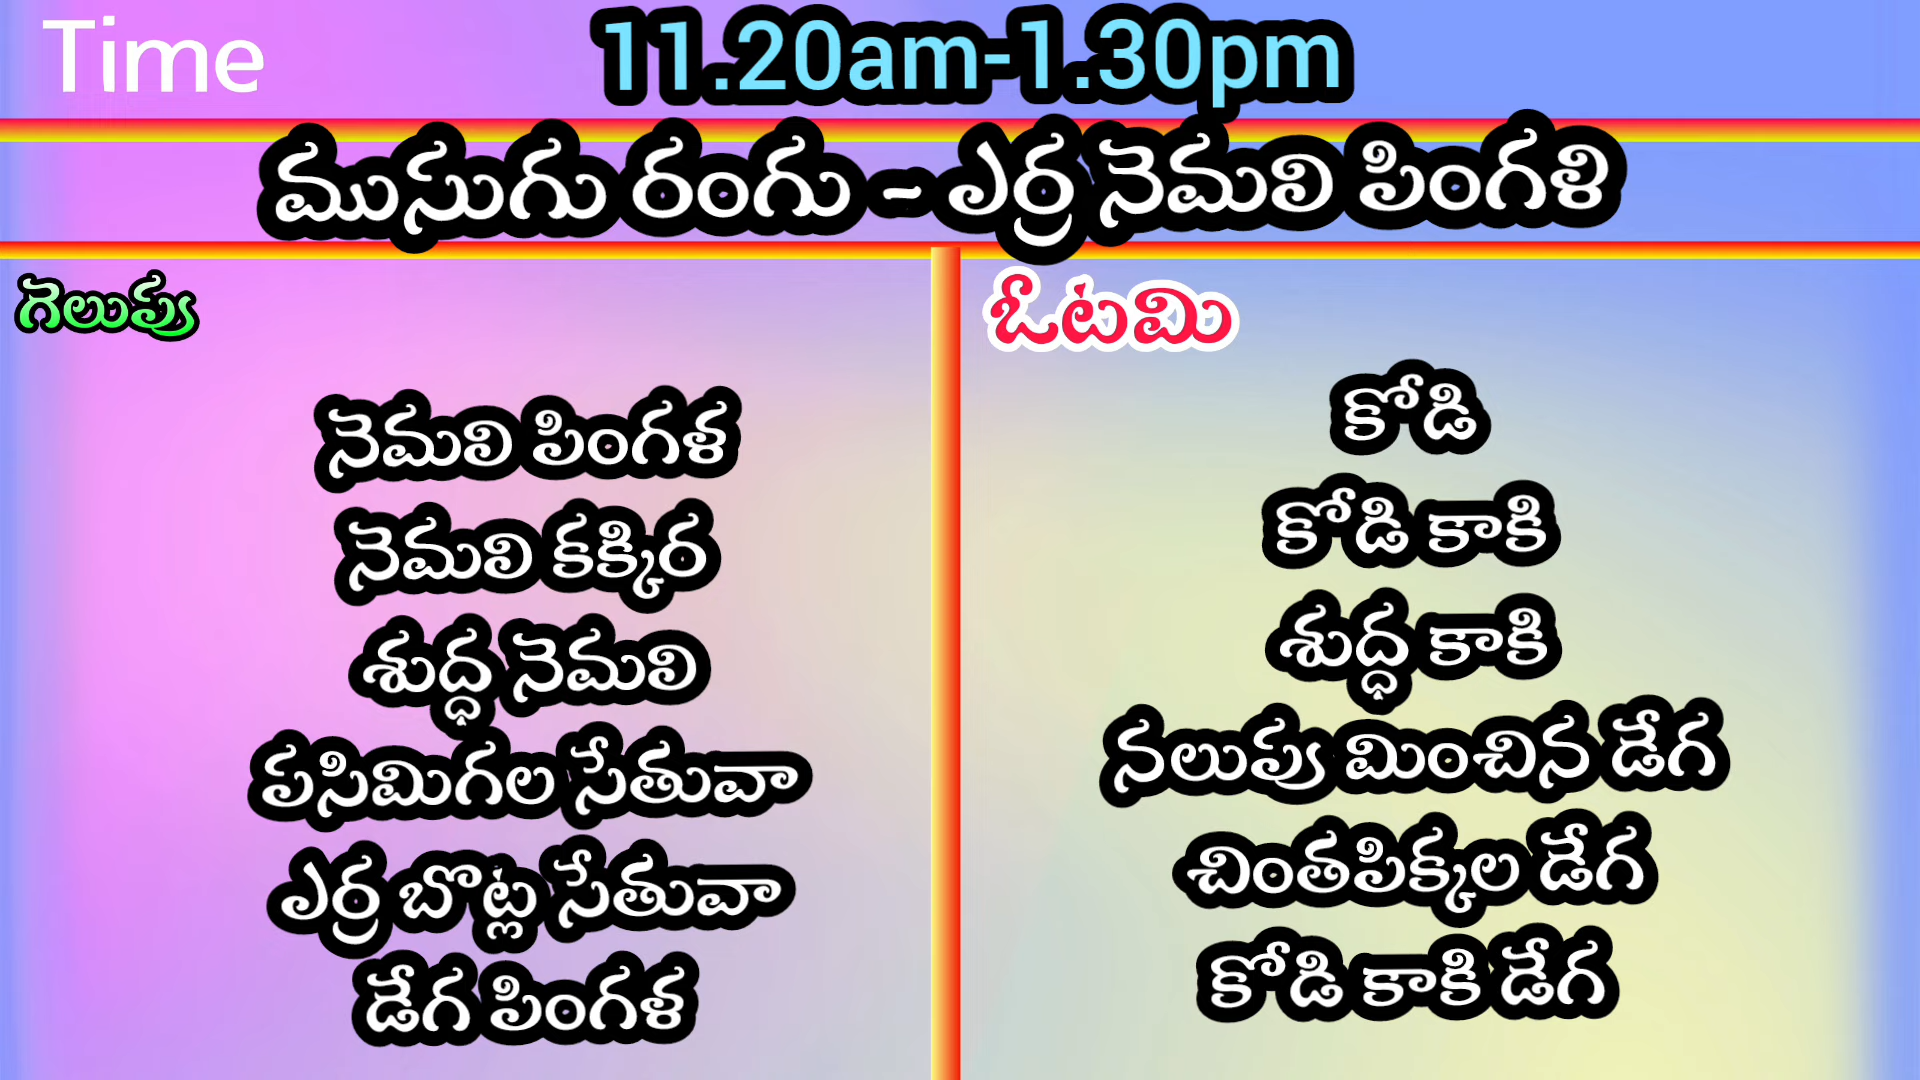 Time
11.20am-1.30pm
ముసుగు రంగు - ఎర్ర నెమలి పింగళి
గెలుపు
నెమలి పింగళ
నెమలి కక్కిర
శుద్ధ నెమలి
పసిమిగల సేతువా
ఎర్ర బొట్ల సేతువా
డేగ పింగళ
ఓటమి
కోడి
కోడి కాకి
శుద్ధ కాకి
నలుపు మించిన డేగ
చింతపిక్కల డేగ
కోడి కాకి డేగ